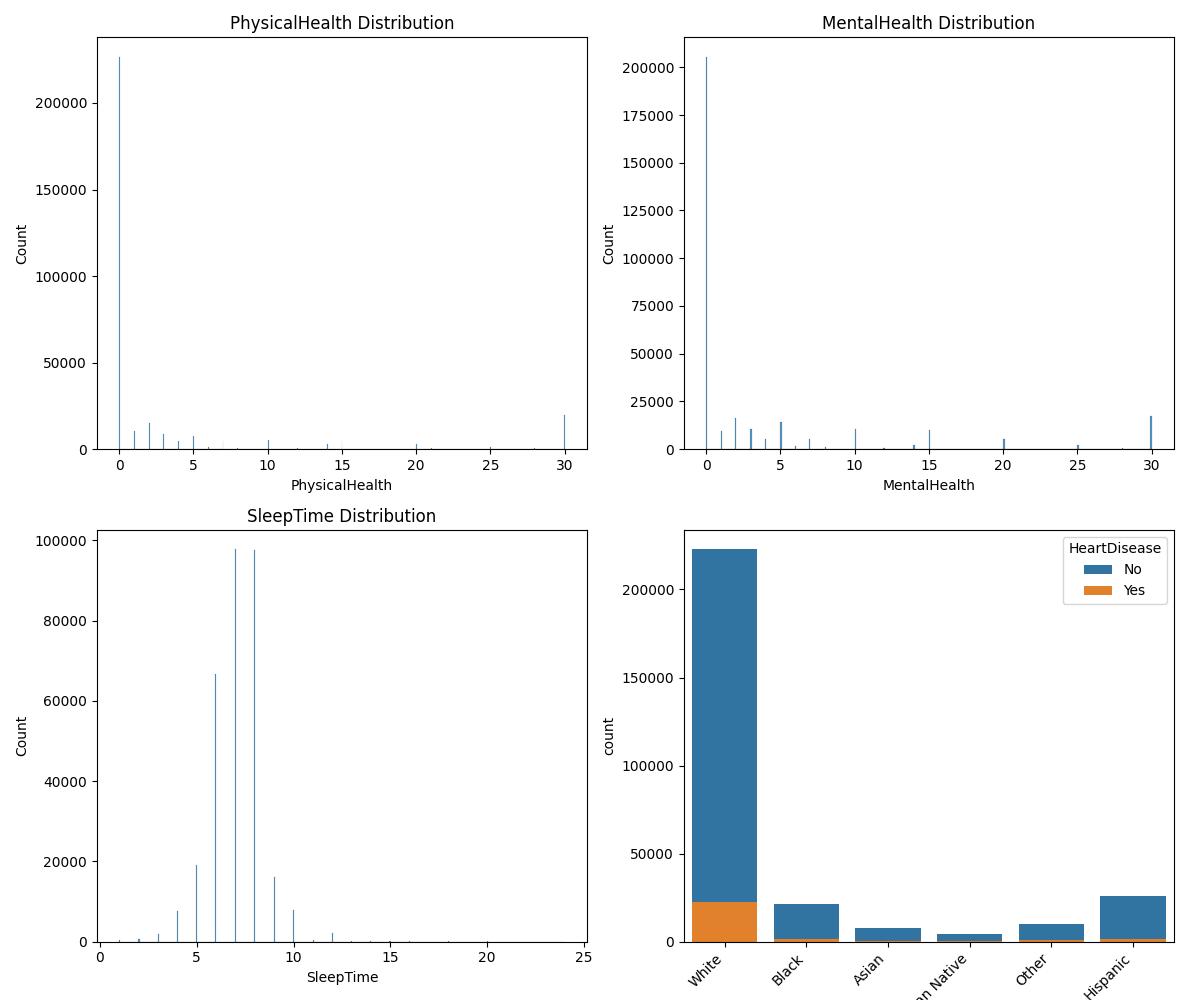 PhysicalHealth Distribution
Count
200000
150000
100000
50000
0
0 5 10 15 20 25 30
PhysicalHealth
MentalHealth Distribution
Count
200000
175000
150000
125000
100000
75000
50000
25000
0
0 5 10 15 20 25 30
MentalHealth
SleepTime Distribution
Count
100000
80000
60000
40000
20000
0
0 5 10 15 20 25
SleepTime
count
200000
150000
100000
50000
0
HeartDisease
No
Yes
White
Black
Asian
an Native
Other
Hispanic